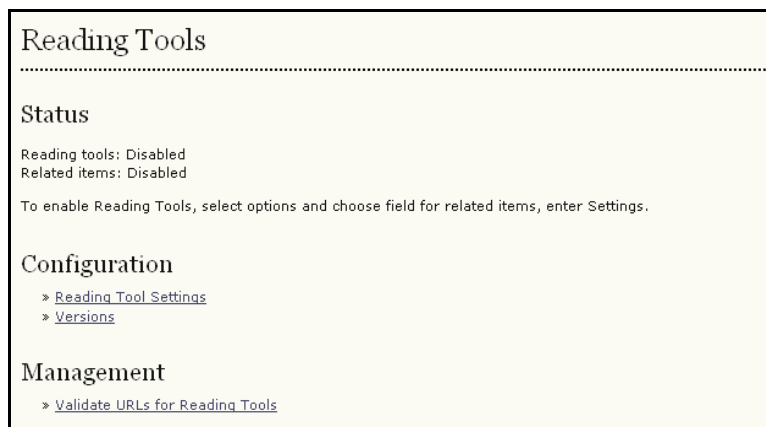 Reading Tools
Status
Reading tools: Disabled
Related items: Disabled
To enable Reading Tools, select options and choose field for related items, enter Settings.
Configuration
» Reading Tool Settings
» Versions
Management
» Validate URLs for Reading Tools